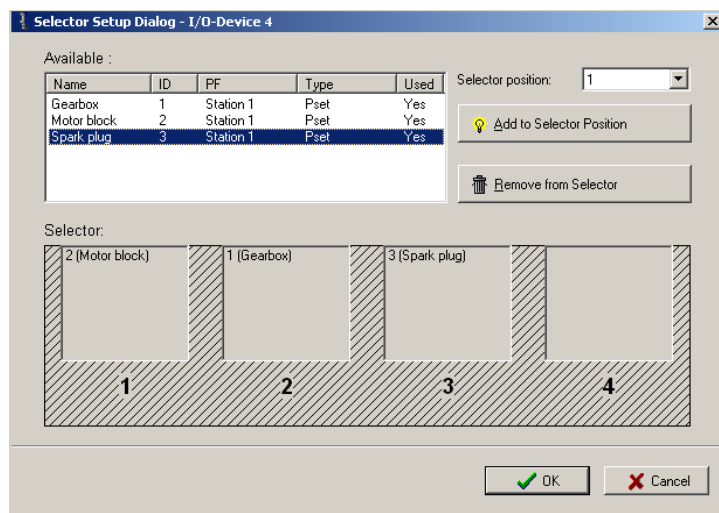 Selector Setup Dialog - I/O-Device 4
Available :
Name ID PF Type Used
Gearbox 1 Station 1 Pset Yes
Motor block 2 Station 1 Pset Yes
Spark plug 3 Station 1 Pset Yes
Selector position: 1
Add to Selector Position
Remove from Selector
Selector:
2 (Motor block) 1 (Gearbox) 3 (Spark plug)
1 2 3 4
OK Cancel